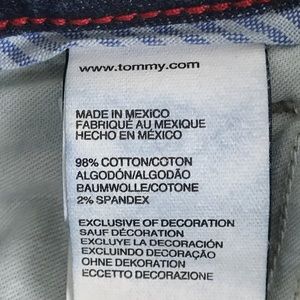 www.tommy.com
MADE IN MEXICO
FABRIQUÉ AU MEXIQUE
HECHO EN MÉXICO
98% COTTON/COTON
ALGODÓN/ALGODÃO
BAUMWOLLE/COTONE
2% SPANDEX
EXCLUSIVE OF DECORATION
SAUF DÉCORATION
EXCLUYE LA DECORACIÓN
EXCLUINDO DECORAÇÃO
OHNE DEKORATION
ECCETTO DECORAZIONE